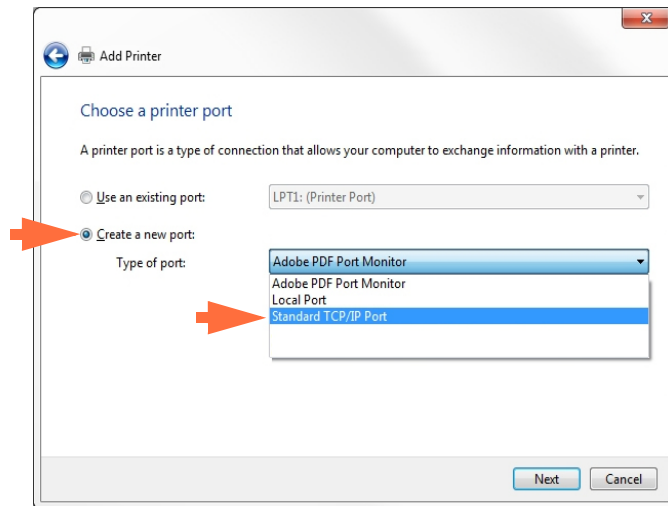 Add Printer
Choose a printer port
A printer port is a type of connection that allows your computer to exchange information with a printer.
Use an existing port: LPT1: (Printer Port)
Create a new port:
Type of port: Adobe PDF Port Monitor
Adobe PDF Port Monitor
Local Port
Standard TCP/IP Port
Next Cancel